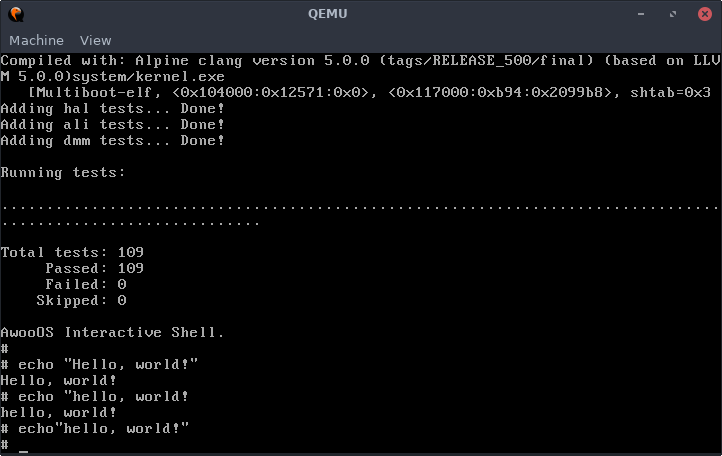 QEMU
Machine View
Compiled with: Alpine clang version 5.0.0 (tags/RELEASE_500/final) (based on LLV
M 5.0.0)system/kernel.exe
   [Multiboot-elf, <0x104000:0x12571:0x0>, <0x117000:0xb94:0x2099b8>, shtab=0x3
Adding hal tests... Done!
Adding ali tests... Done!
Adding dmm tests... Done!
Running tests:
................................................................................
.............................
Total tests: 109
     Passed: 109
     Failed: 0
    Skipped: 0
AwooOS Interactive Shell.
#
# echo "Hello, world!"
Hello, world!
# echo "hello, world!
hello, world!
# echo"hello, world!"
# _